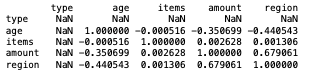 type age items amount region
type NaN NaN NaN NaN NaN
age NaN 1.000000 -0.000516 -0.350699 -0.440543
items NaN -0.000516 1.000000 0.002628 0.001306
amount NaN -0.350699 0.002628 1.000000 0.679061
region NaN -0.440543 0.001306 0.679061 1.000000